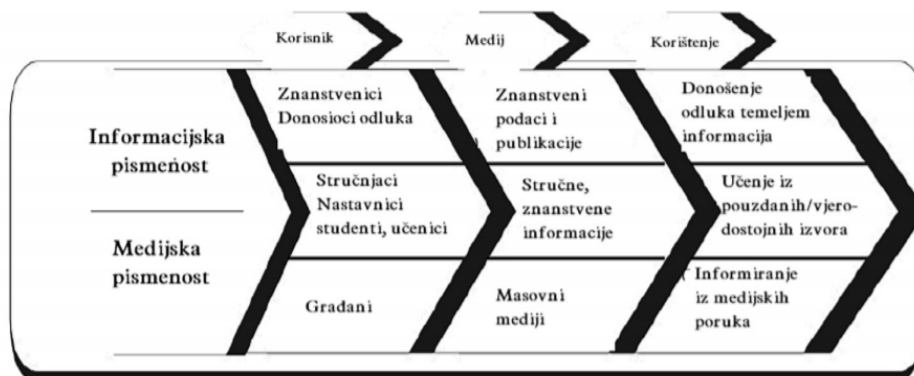 Korisnik
Medij
Korištenje
Informacijska
pismenost
Medijska
pismenost
Znanstvenici
Donosioci odluka
Znanstveni
podaci i
publikacije
Donošenje
odluka temeljem
informacija
Stručnjaci
Nastavnici
studenti, učenici
Stručne,
znanstvene
informacije
Učenje iz
pouzdanih/vjero-
dostojnih izvora
Građani
Masovni
mediji
Informiranje
iz medijskih
poruka